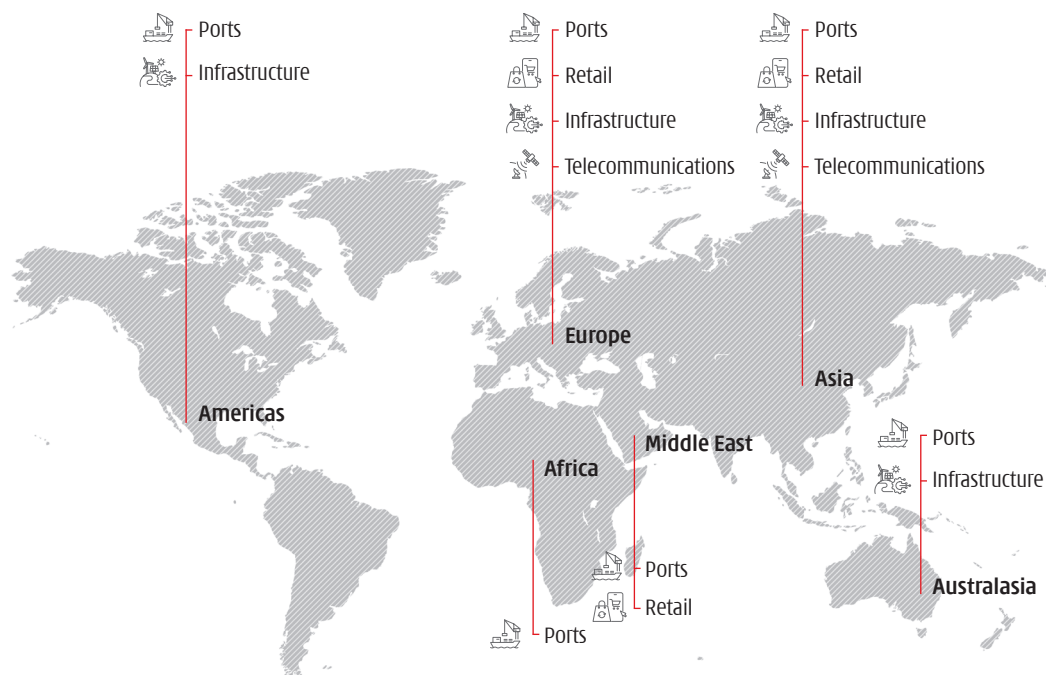 Ports
Infrastructure
Americas
Ports
Retail
Infrastructure
Telecommunications
Europe
Ports
Retail
Infrastructure
Telecommunications
Asia
Africa
Ports
Middle East
Ports
Retail
Ports
Infrastructure
Australasia